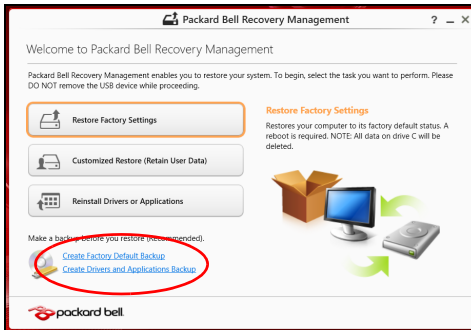 Packard Bell Recovery Management
? – X
Welcome to Packard Bell Recovery Management
Packard Bell Recovery Management enables you to restore your system. To begin, select the task you want to perform. Please
DO NOT remove the USB device while proceeding.
Restore Factory Settings
Customized Restore (Retain User Data)
Reinstall Drivers or Applications
Restore Factory Settings
Restores your computer to its factory default status. A
reboot is required. NOTE: All data on drive C will be
deleted.
Make a backup before you restore (Recommended).
Create Factory Default Backup
Create Drivers and Applications Backup
packard bell.